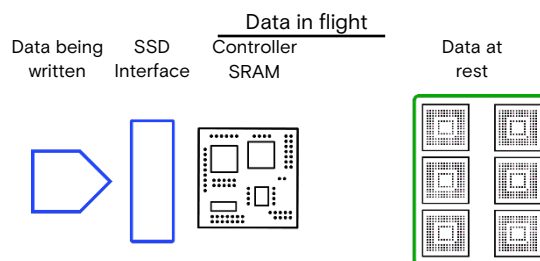 Data in flight
Data being written
SSD Interface
Controller SRAM
Data at rest